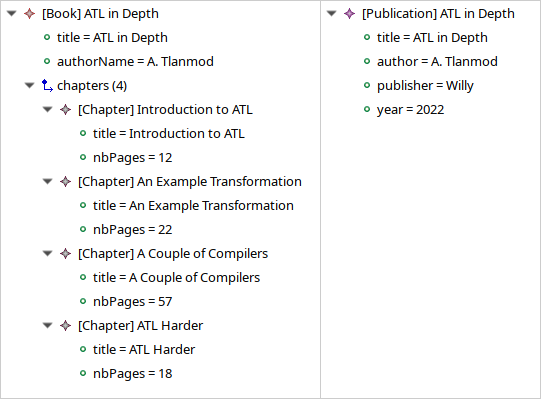 [Book] ATL in Depth
title = ATL in Depth
authorName = A. Tlanmod
chapters (4)
[Chapter] Introduction to ATL
title = Introduction to ATL
nbPages = 12
[Chapter] An Example Transformation
title = An Example Transformation
nbPages = 22
[Chapter] A Couple of Compilers
title = A Couple of Compilers
nbPages = 57
[Chapter] ATL Harder
title = ATL Harder
nbPages = 18
[Publication] ATL in Depth
title = ATL in Depth
author = A. Tlanmod
publisher = Willy
year = 2022